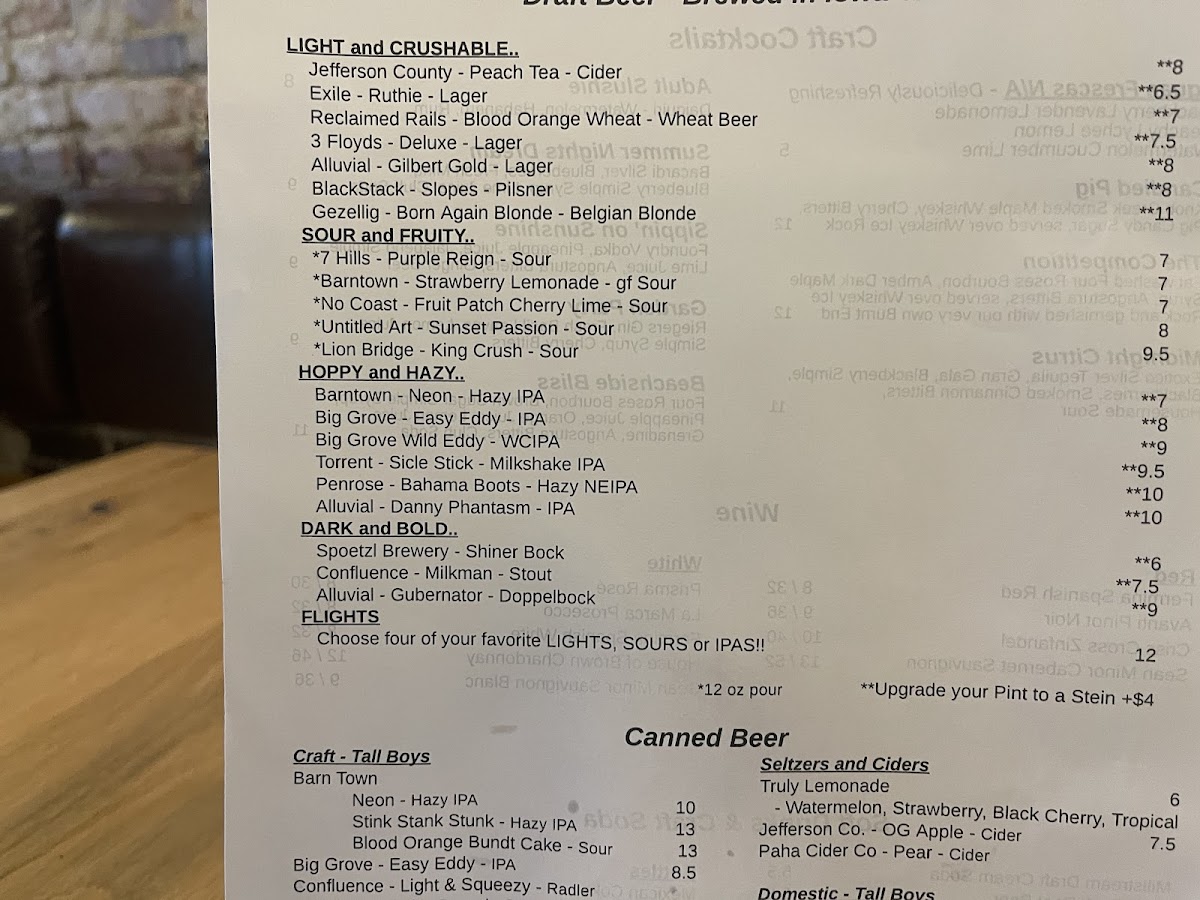 Draft Beer - Brewed in Iowa
LIGHT and CRUSHABLE..
Jefferson County - Peach Tea - Cider **8
Exile - Ruthie - Lager **6.5
Reclaimed Rails - Blood Orange Wheat - Wheat Beer **7
3 Floyds - Deluxe - Lager **7.5
Alluvial - Gilbert Gold - Lager **8
BlackStack - Slopes - Pilsner **8
Gezellig - Born Again Blonde - Belgian Blonde **11
SOUR and FRUITY..
*7 Hills - Purple Reign - Sour 7
*Barntown - Strawberry Lemonade - gf Sour 7
*No Coast - Fruit Patch Cherry Lime - Sour 7
*Untitled Art - Sunset Passion - Sour 8
*Lion Bridge - King Crush - Sour 9.5
HOPPY and HAZY..
Barntown - Neon - Hazy IPA **7
Big Grove - Easy Eddy - IPA **8
Big Grove Wild Eddy - WCIPA **9
Torrent - Sicle Stick - Milkshake IPA **9.5
Penrose - Bahama Boots - Hazy NEIPA **10
Alluvial - Danny Phantasm - IPA **10
DARK and BOLD..
Spoetzl Brewery - Shiner Bock **6
Confluence - Milkman - Stout **7.5
Alluvial - Gubernator - Doppelbock **9
FLIGHTS
Choose four of your favorite LIGHTS, SOURS or IPAS!! 12
*12 oz pour **Upgrade your Pint to a Stein +$4
Canned Beer
Craft - Tall Boys
Barn Town
Neon - Hazy IPA 10
Stink Stank Stunk - Hazy IPA 13
Blood Orange Bundt Cake - Sour 13
Big Grove - Easy Eddy - IPA 8.5
Confluence - Light & Squeezy - Radler
Seltzers and Ciders
Truly Lemonade 6
- Watermelon, Strawberry, Black Cherry, Tropical
Jefferson Co. - OG Apple - Cider 7.5
Paha Cider Co - Pear - Cider
Domestic - Tall Boys